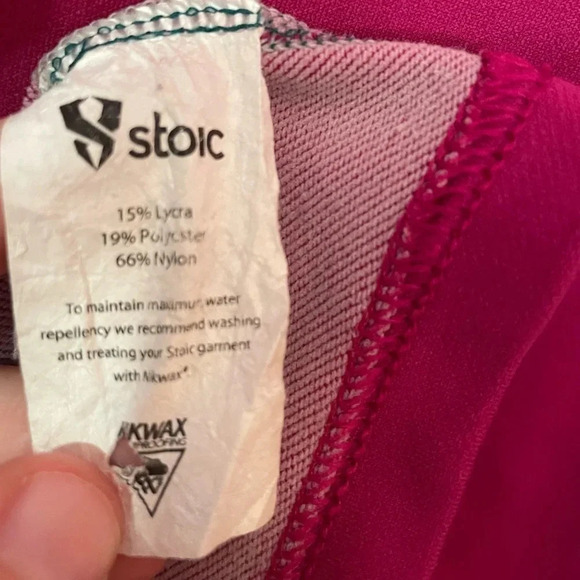 stoic
15% Lycra
19% Polyester
66% Nylon
To maintain maximum water
repellency we recommend washing
and treating your Stoic garment
with Nikwax®.
NIKWAX